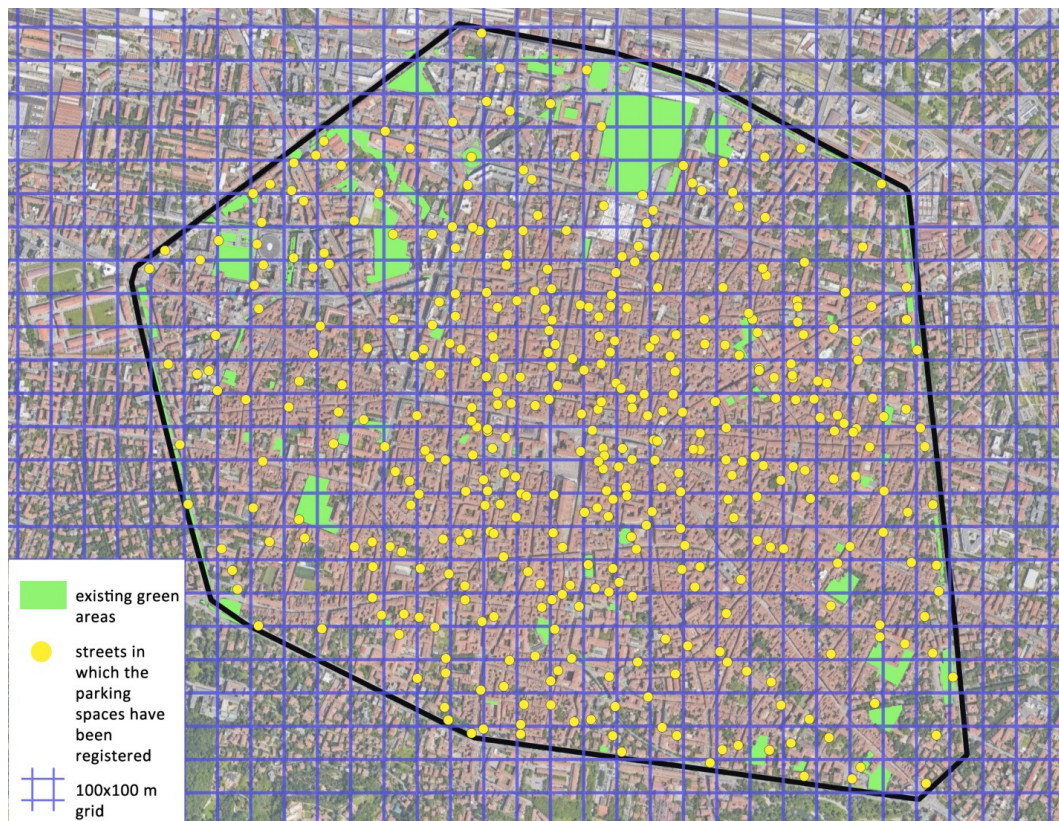 existing green
areas
streets in
which the
parking
spaces have
been
registered
100x100 m
grid